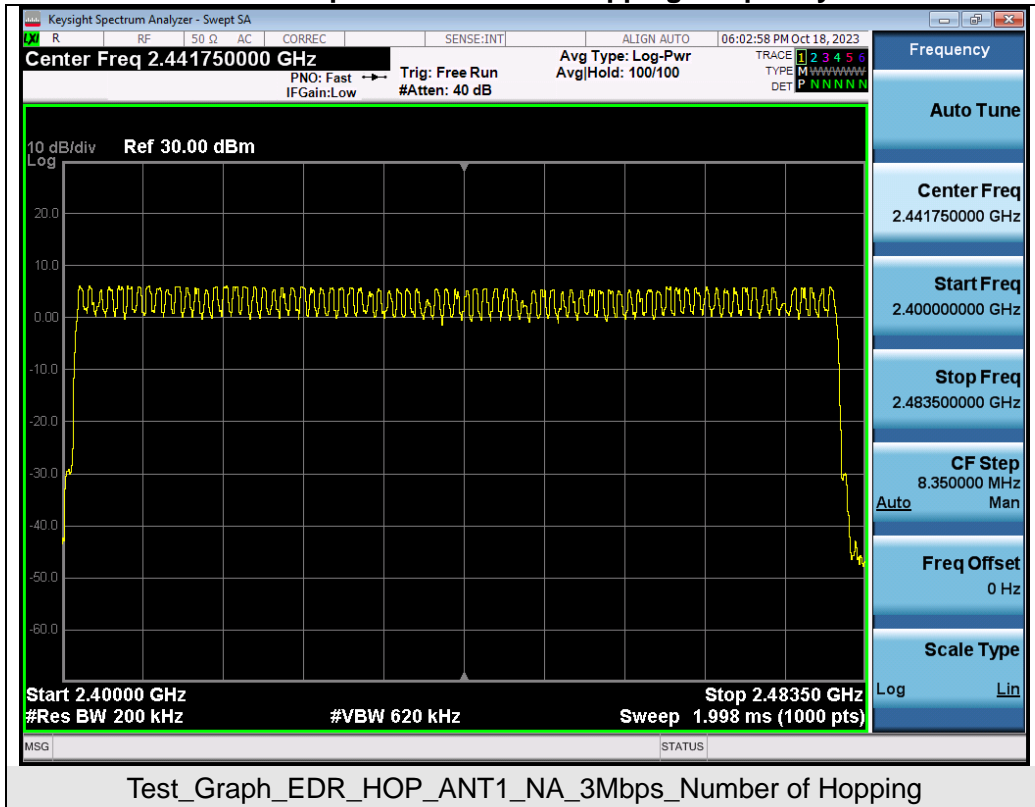 Keysight Spectrum Analyzer - Swept SA
LXI R RF 50 Ω AC CORREC SENSE:INT ALIGN AUTO 06:02:58 PM Oct 18, 2023
Center Freq 2.441750000 GHz
PNO: Fast
IFGain:Low
Trig: Free Run
#Atten: 40 dB
Avg Type: Log-Pwr
Avg|Hold: 100/100
TRACE 1 2 3 4 5 6
TYPE M WWWWW
DET P N N N N N
10 dB/div Ref 30.00 dBm
Log
20.0
10.0
0.00
-10.0
-20.0
-30.0
-40.0
-50.0
-60.0
Start 2.40000 GHz Stop 2.48350 GHz
#Res BW 200 kHz #VBW 620 kHz Sweep 1.998 ms (1000 pts)
MSG STATUS
Frequency
Auto Tune
Center Freq
2.441750000 GHz
Start Freq
2.400000000 GHz
Stop Freq
2.483500000 GHz
CF Step
8.350000 MHz
Auto Man
Freq Offset
0 Hz
Scale Type
Log Lin
Test_Graph_EDR_HOP_ANT1_NA_3Mbps_Number of Hopping